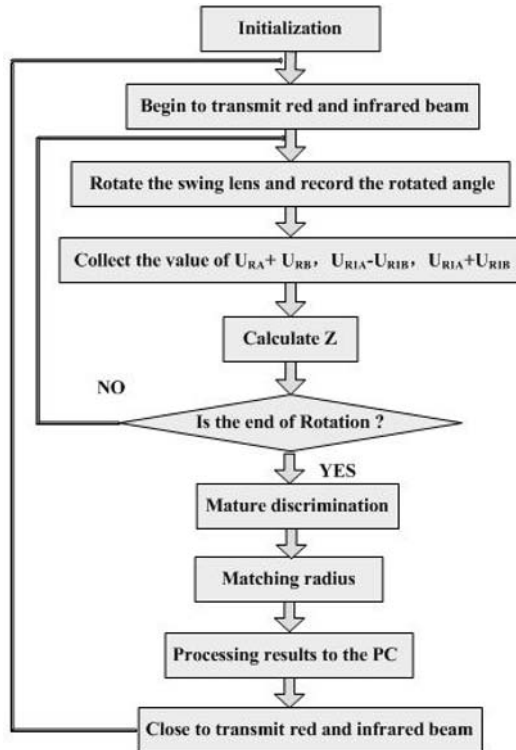 Initialization
Begin to transmit red and infrared beam
Rotate the swing lens and record the rotated angle
Collect the value of U_RA+ U_RB, U_RIA-U_RIB, U_RIA+U_RIB
Calculate Z
NO
Is the end of Rotation ?
YES
Mature discrimination
Matching radius
Processing results to the PC
Close to transmit red and infrared beam